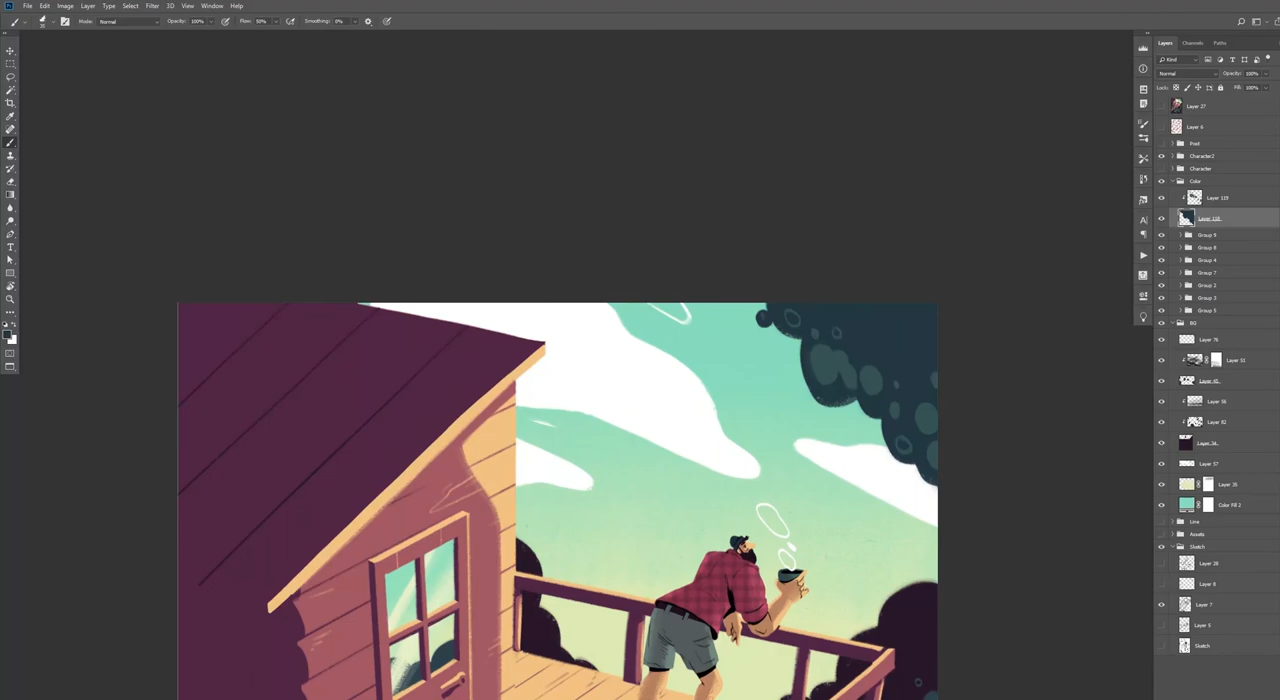 File Edit Image Layer Type Select Filter 3D View Window Help
Mode: Normal Opacity: 100% Flow: 50% Smoothing: 0%
Layers Channels Paths
Kind
Normal Opacity: 100%
Lock: Fill: 100%
Layer 27
Layer 6
Post
Character2
Character
Color
Layer 119
Layer 118
Group 9
Group 8
Group 4
Group 7
Group 2
Group 3
Group 5
BG
Layer 76
Layer 51
Layer 45
Layer 56
Layer 82
Layer 34
Layer 57
Layer 35
Color Fill 2
Line
Assets
Sketch
Layer 28
Layer 8
Layer 7
Layer 5
Sketch